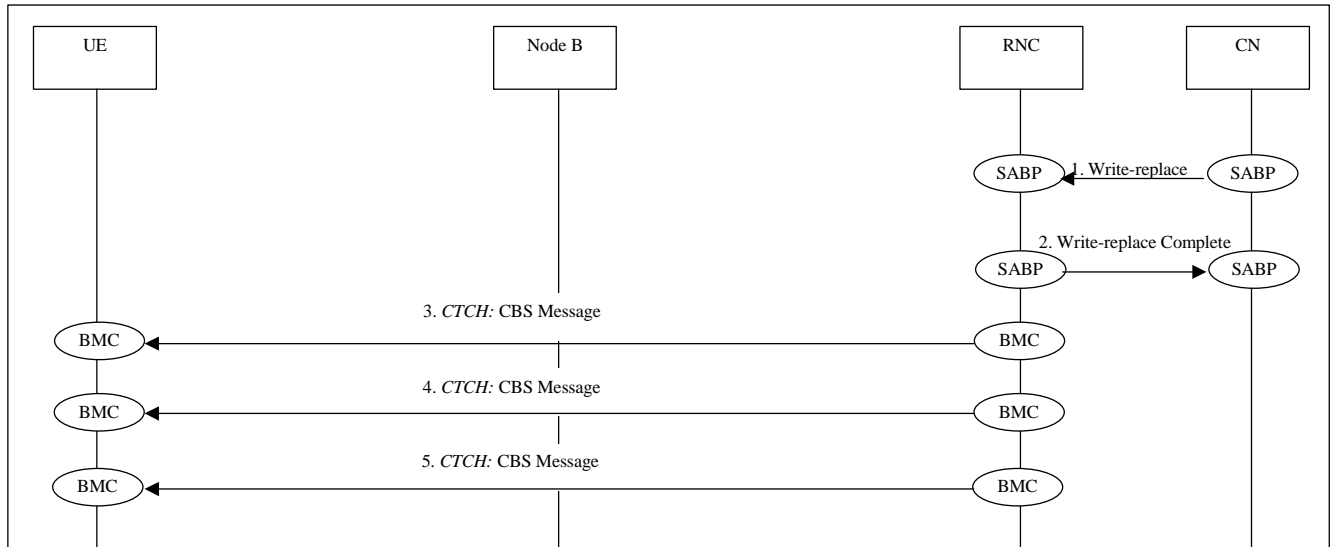 UE
Node B
RNC
CN
SABP
1. Write-replace
SABP
2. Write-replace Complete
SABP
SABP
3. CTCH: CBS Message
BMC
BMC
4. CTCH: CBS Message
BMC
BMC
5. CTCH: CBS Message
BMC
BMC